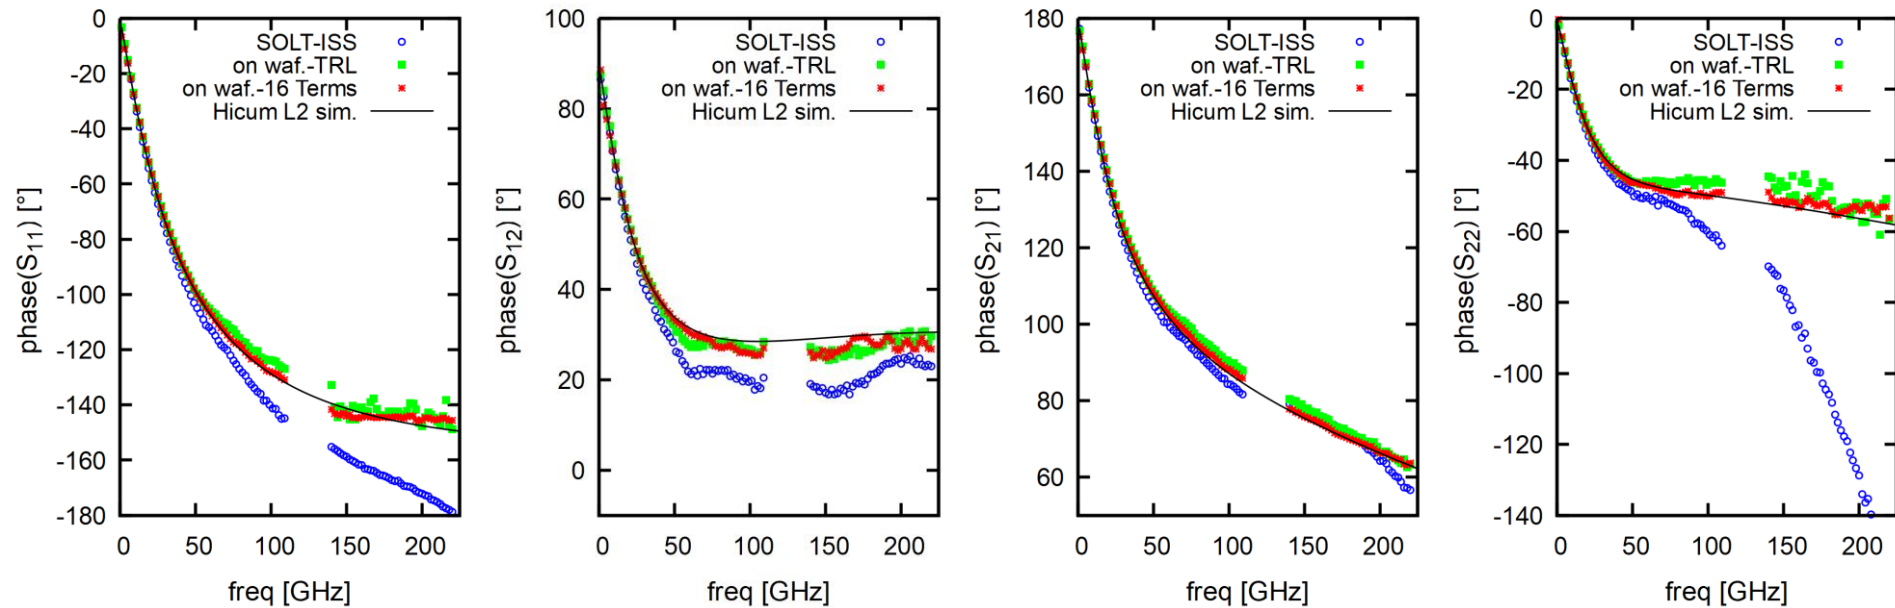 0
-20
-40
-60
-80
-100
-120
-140
-160
-180
phase(S11) [°]
SOLT-ISS
on waf.-TRL
on waf.-16 Terms
Hicum L2 sim.
0 50 100 150 200
freq [GHz]
100
80
60
40
20
0
phase(S12) [°]
SOLT-ISS
on waf.-TRL
on waf.-16 Terms
Hicum L2 sim.
0 50 100 150 200
freq [GHz]
180
160
140
120
100
80
60
phase(S21) [°]
SOLT-ISS
on waf.-TRL
on waf.-16 Terms
Hicum L2 sim.
0 50 100 150 200
freq [GHz]
0
-20
-40
-60
-80
-100
-120
-140
phase(S22) [°]
SOLT-ISS
on waf.-TRL
on waf.-16 Terms
Hicum L2 sim.
0 50 100 150 200
freq [GHz]